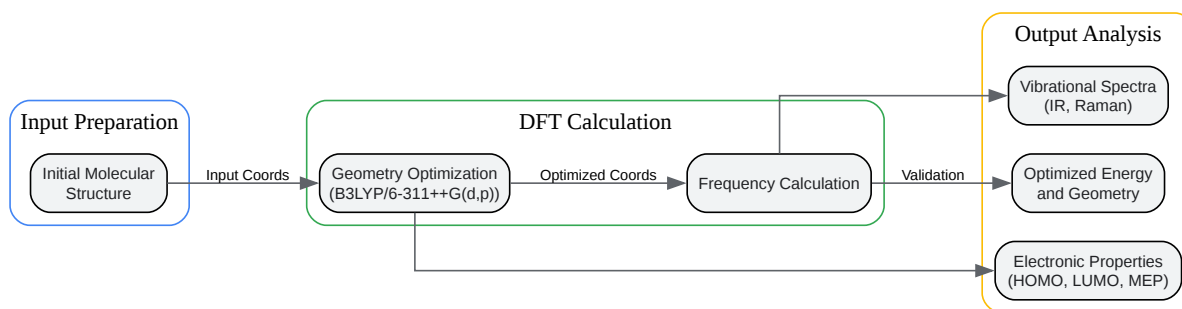 Output Analysis
Vibrational Spectra
(IR, Raman)
Input Preparation
DFT Calculation
Initial Molecular
Structure
Input Coords
Geometry Optimization
(B3LYP/6-311++G(d,p))
Optimized Coords
Frequency Calculation
Validation
Optimized Energy
and Geometry
Electronic Properties
(HOMO, LUMO, MEP)